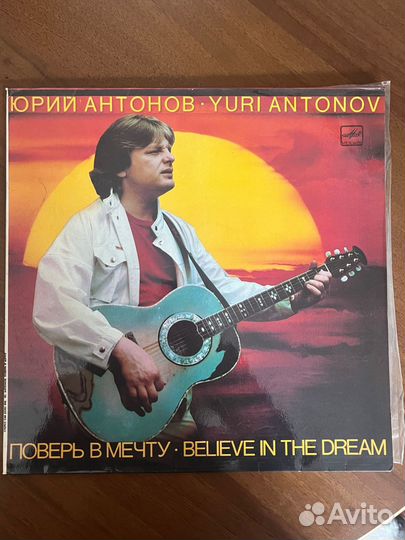 ЮРИЙ АНТОНОВ · YURI ANTONOV
ПОВЕРЬ В МЕЧТУ · BELIEVE IN THE DREAM
Avito